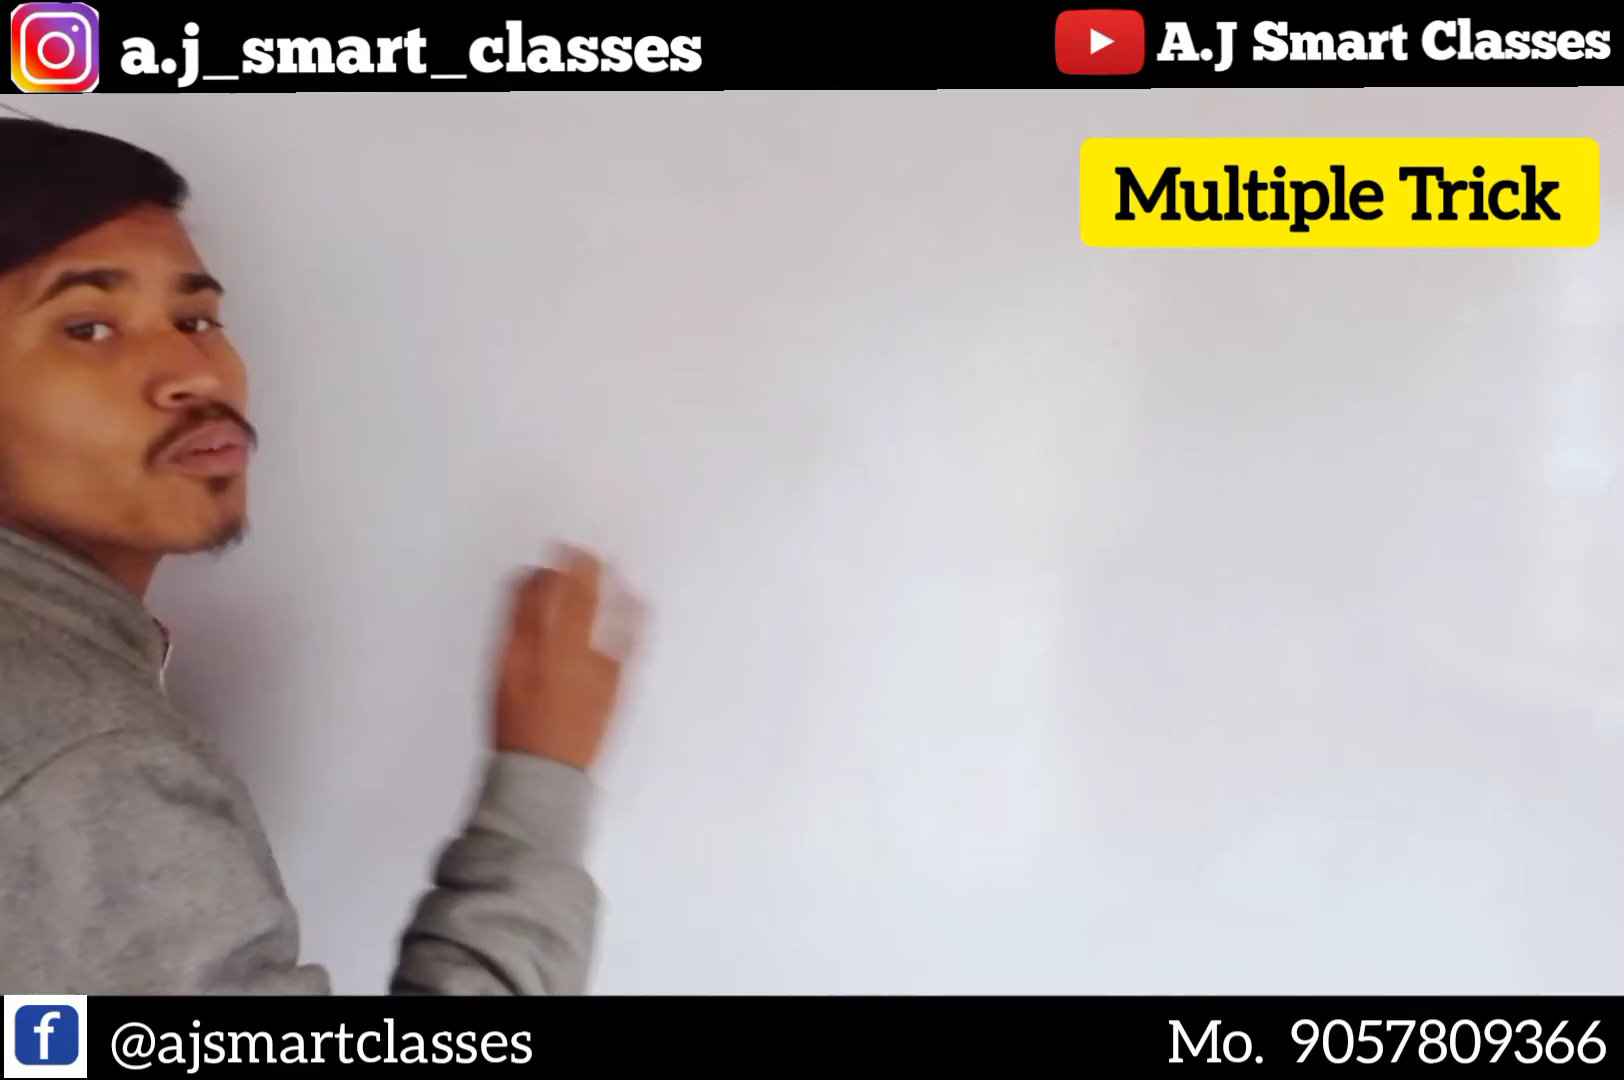 a.j_smart_classes
A.J Smart Classes
Multiple Trick
@ajsmartclasses
Mo. 9057809366